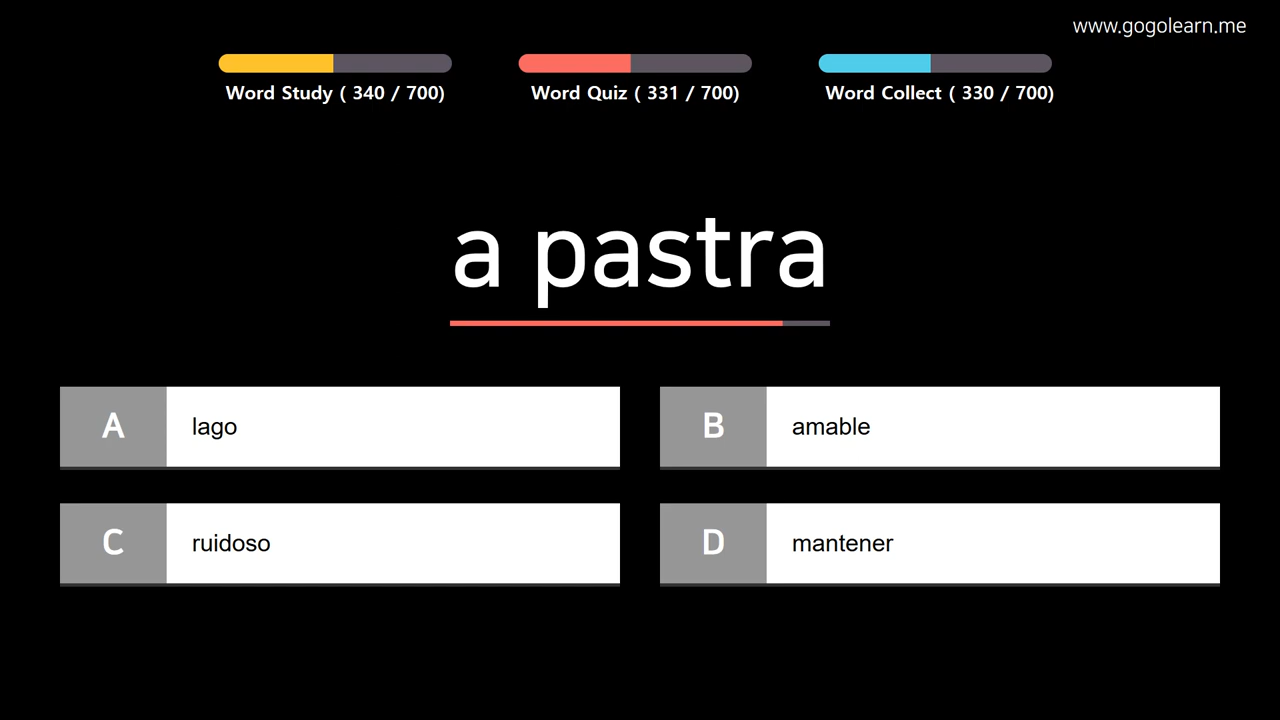 www.gogolearn.me
Word Study ( 340 / 700)
Word Quiz ( 331 / 700)
Word Collect ( 330 / 700)
a pastra
A lago
B amable
C ruidoso
D mantener